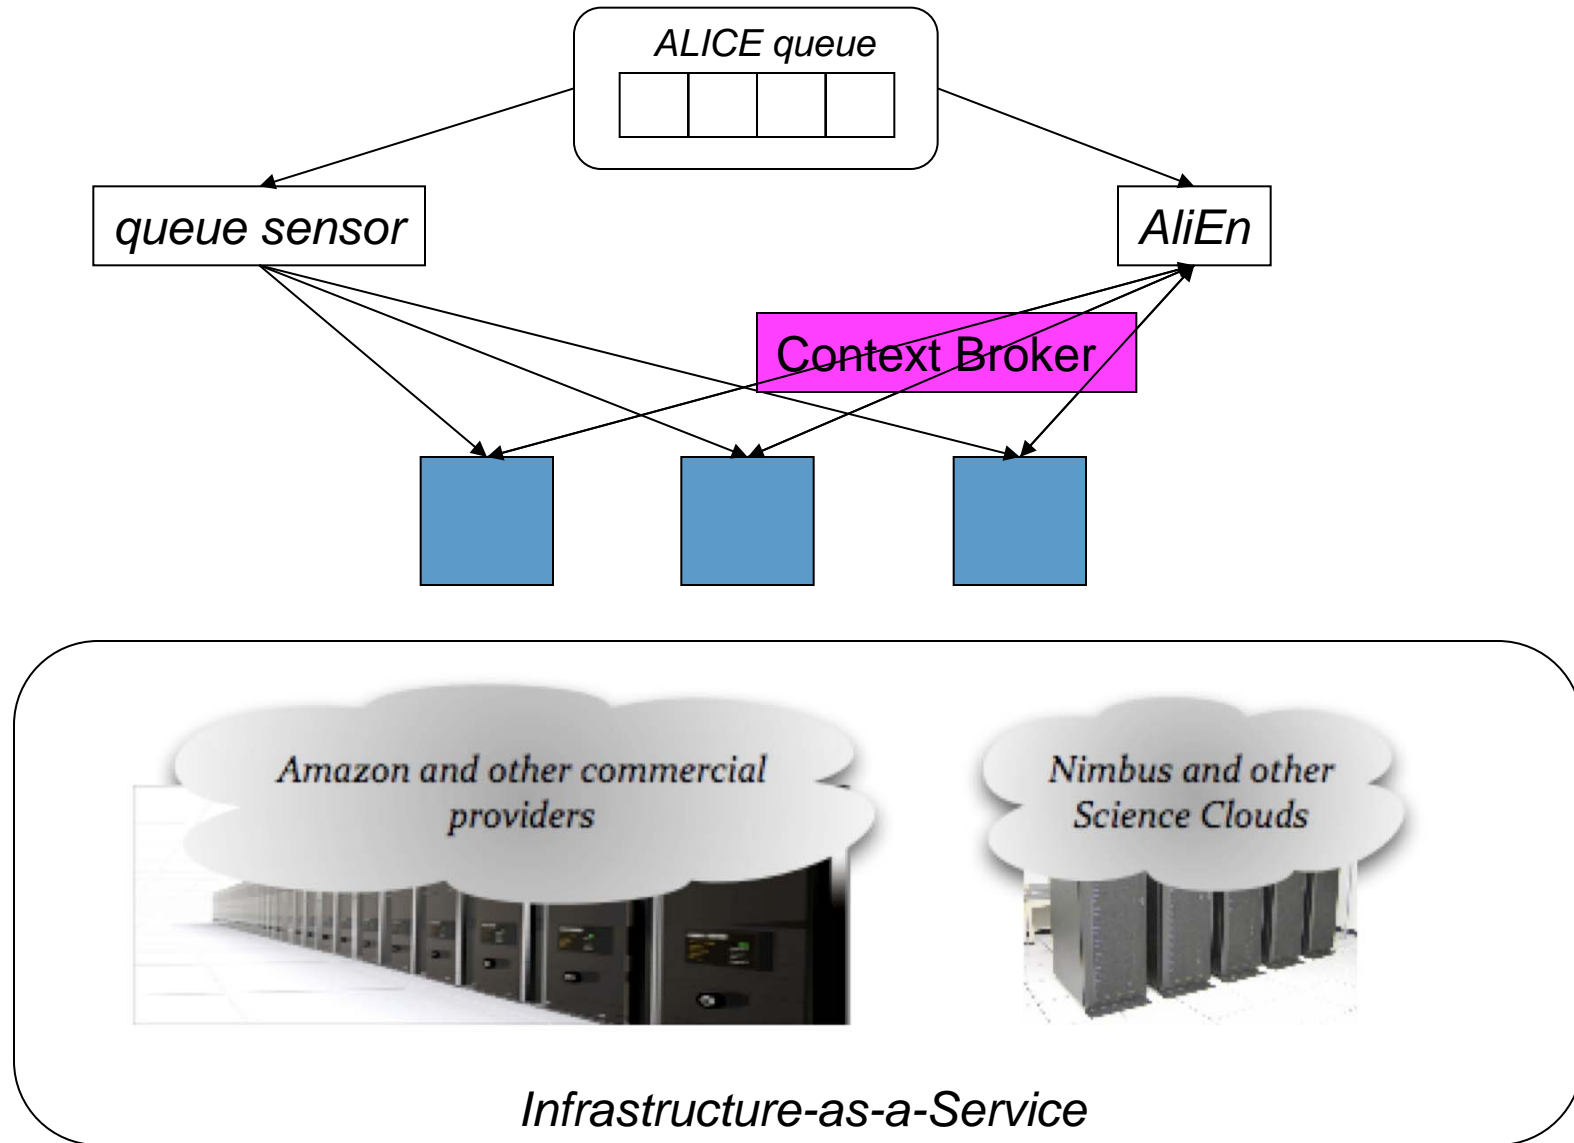 ALICE queue
queue sensor
AliEn
Context Broker
Amazon and other commercial
providers
Nimbus and other
Science Clouds
Infrastructure-as-a-Service